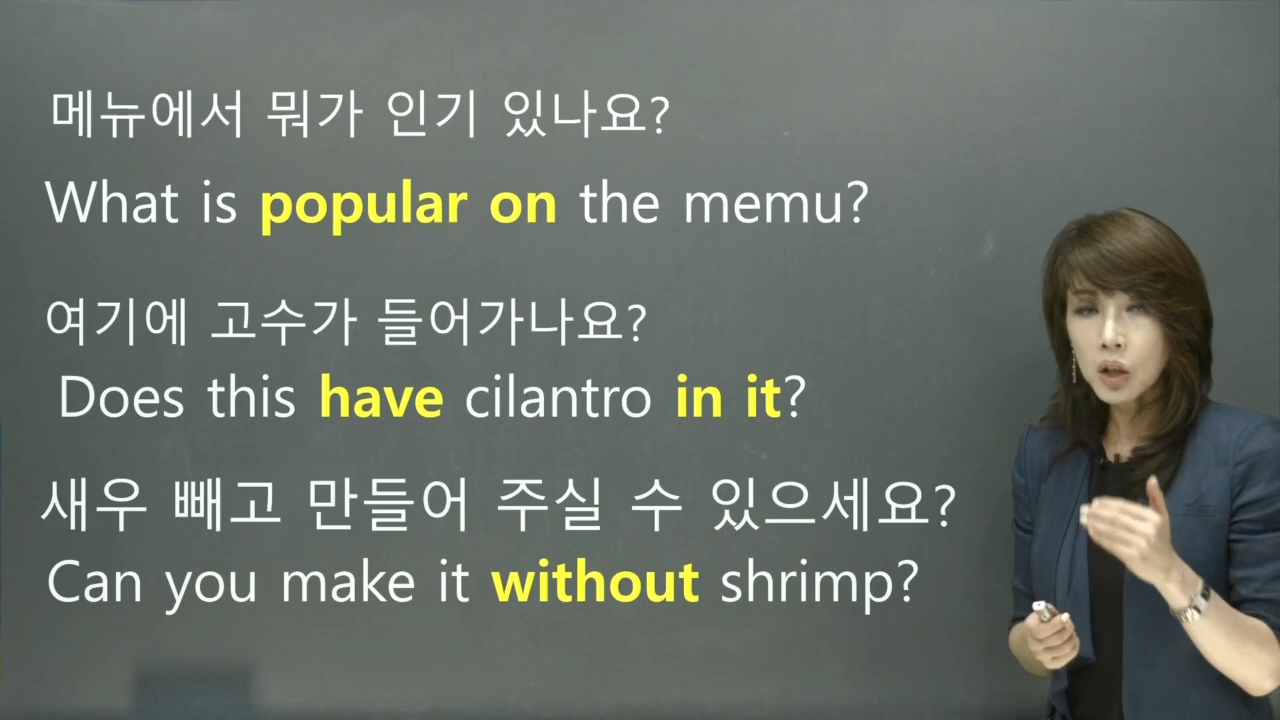 메뉴에서 뭐가 인기 있나요?
What is popular on the memu?
여기에 고수가 들어가나요?
Does this have cilantro in it?
새우 빼고 만들어 주실 수 있으세요?
Can you make it without shrimp?